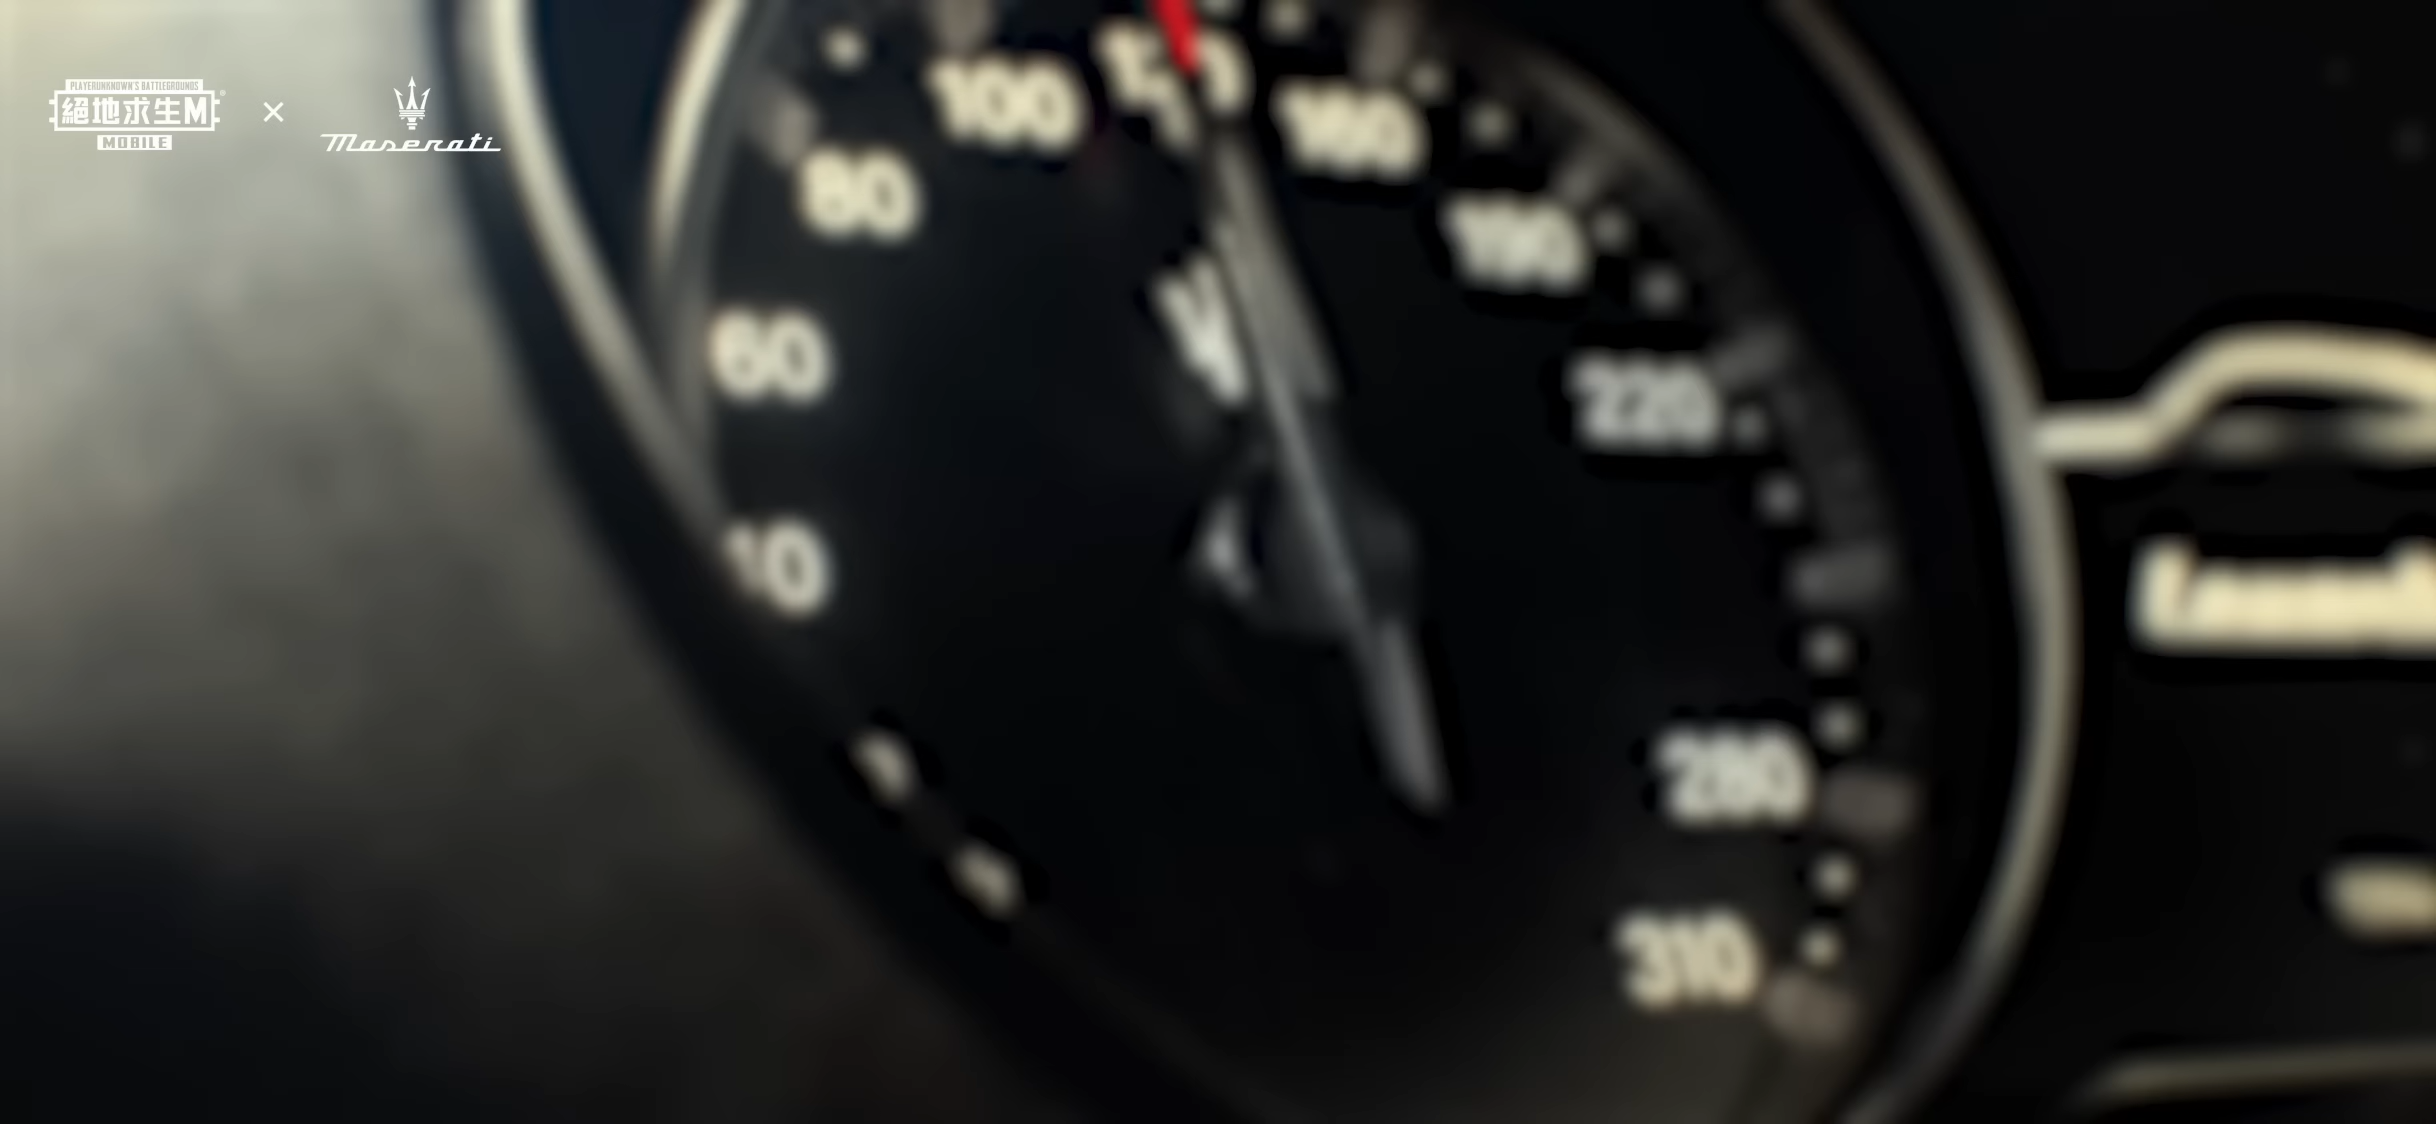 PLAYERUNKNOWN'S BATTLEGROUNDS
絕地求生M
MOBILE
×
Maserati
100
160
80
190
60
220
280
310